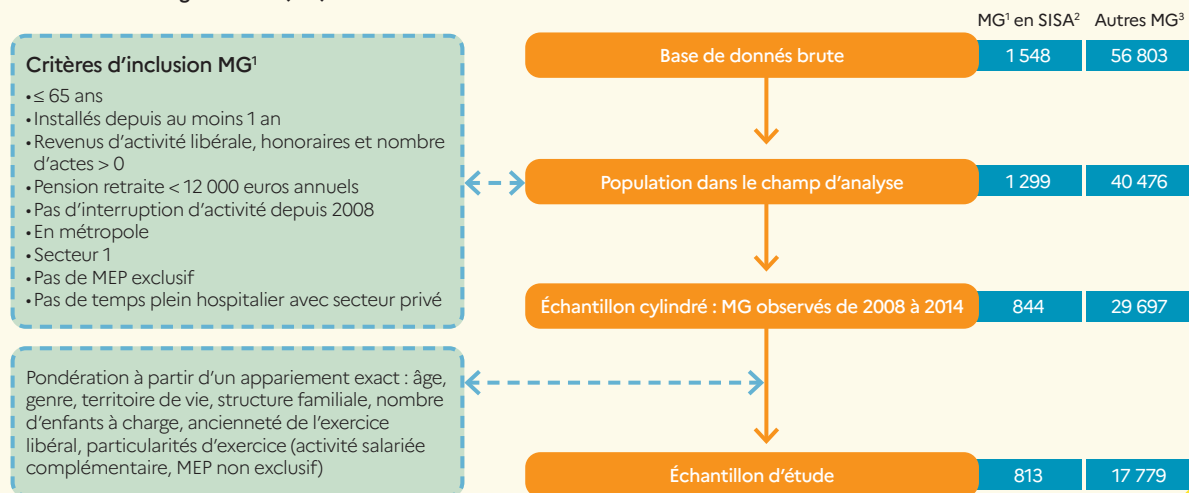 MG¹ en SISA² Autres MG³
Base de donnés brute 1 548 56 803
Critères d'inclusion MG¹
• ≤ 65 ans
• Installés depuis au moins 1 an
• Revenus d'activité libérale, honoraires et nombre
d'actes > 0
• Pension retraite < 12 000 euros annuels
• Pas d'interruption d'activité depuis 2008
• En métropole
• Secteur 1
• Pas de MEP exclusif
• Pas de temps plein hospitalier avec secteur privé
Population dans le champ d'analyse 1 299 40 476
Échantillon cylindré : MG observés de 2008 à 2014 844 29 697
Pondération à partir d'un appariement exact : âge,
genre, territoire de vie, structure familiale, nombre
d'enfants à charge, ancienneté de l'exercice
libéral, particularités d'exercice (activité salariée
complémentaire, MEP non exclusif)
Échantillon d'étude 813 17 779